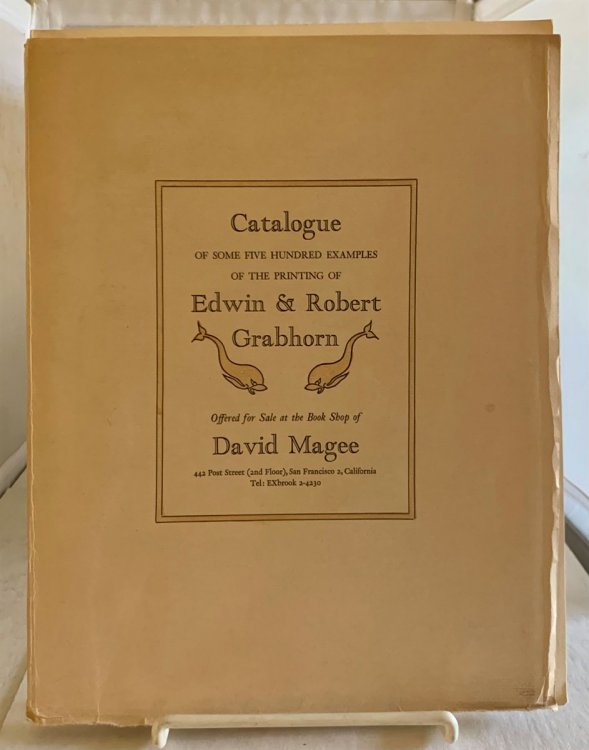 Catalogue
OF SOME FIVE HUNDRED EXAMPLES
OF THE PRINTING OF
Edwin & Robert
Grabhorn
Offered for Sale at the Book Shop of
David Magee
442 Post Street (2nd Floor), San Francisco 2, California
Tel: EXbrook 2-4230